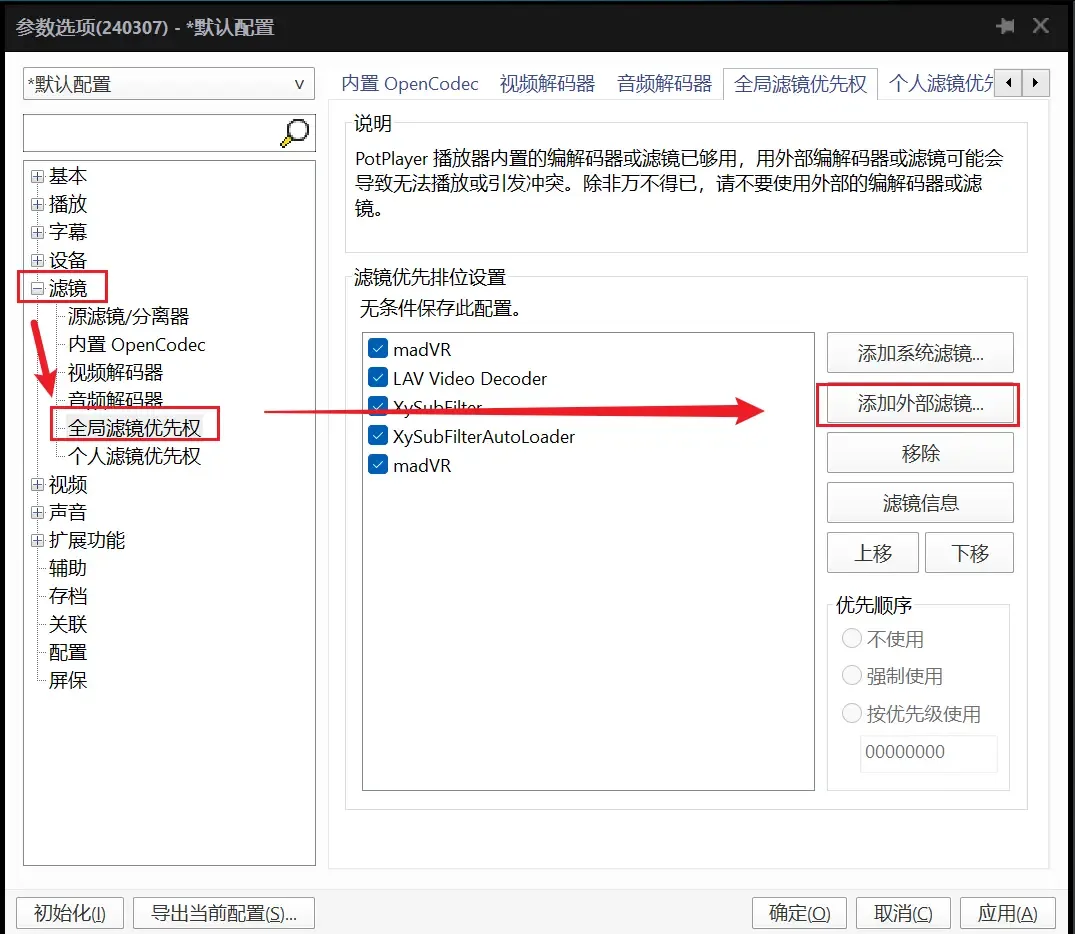 参数选项(240307) - *默认配置
*默认配置
内置 OpenCodec
视频解码器
音频解码器
全局滤镜优先权
个人滤镜优先
基本
播放
字幕
设备
滤镜
源滤镜/分离器
内置 OpenCodec
视频解码器
音频解码器
全局滤镜优先权
个人滤镜优先权
视频
声音
扩展功能
辅助
存档
关联
配置
屏保
说明
PotPlayer 播放器内置的编解码器或滤镜已够用，用外部编解码器或滤镜可能会
导致无法播放或引发冲突。除非万不得已，请不要使用外部的编解码器或滤
镜。
滤镜优先排位设置
无条件保存此配置。
madVR
LAV Video Decoder
XySubFilter
XySubFilterAutoLoader
madVR
添加系统滤镜...
添加外部滤镜...
移除
滤镜信息
上移
下移
优先顺序
不使用
强制使用
按优先级使用
00000000
初始化(I)
导出当前配置(S)...
确定(O)
取消(C)
应用(A)